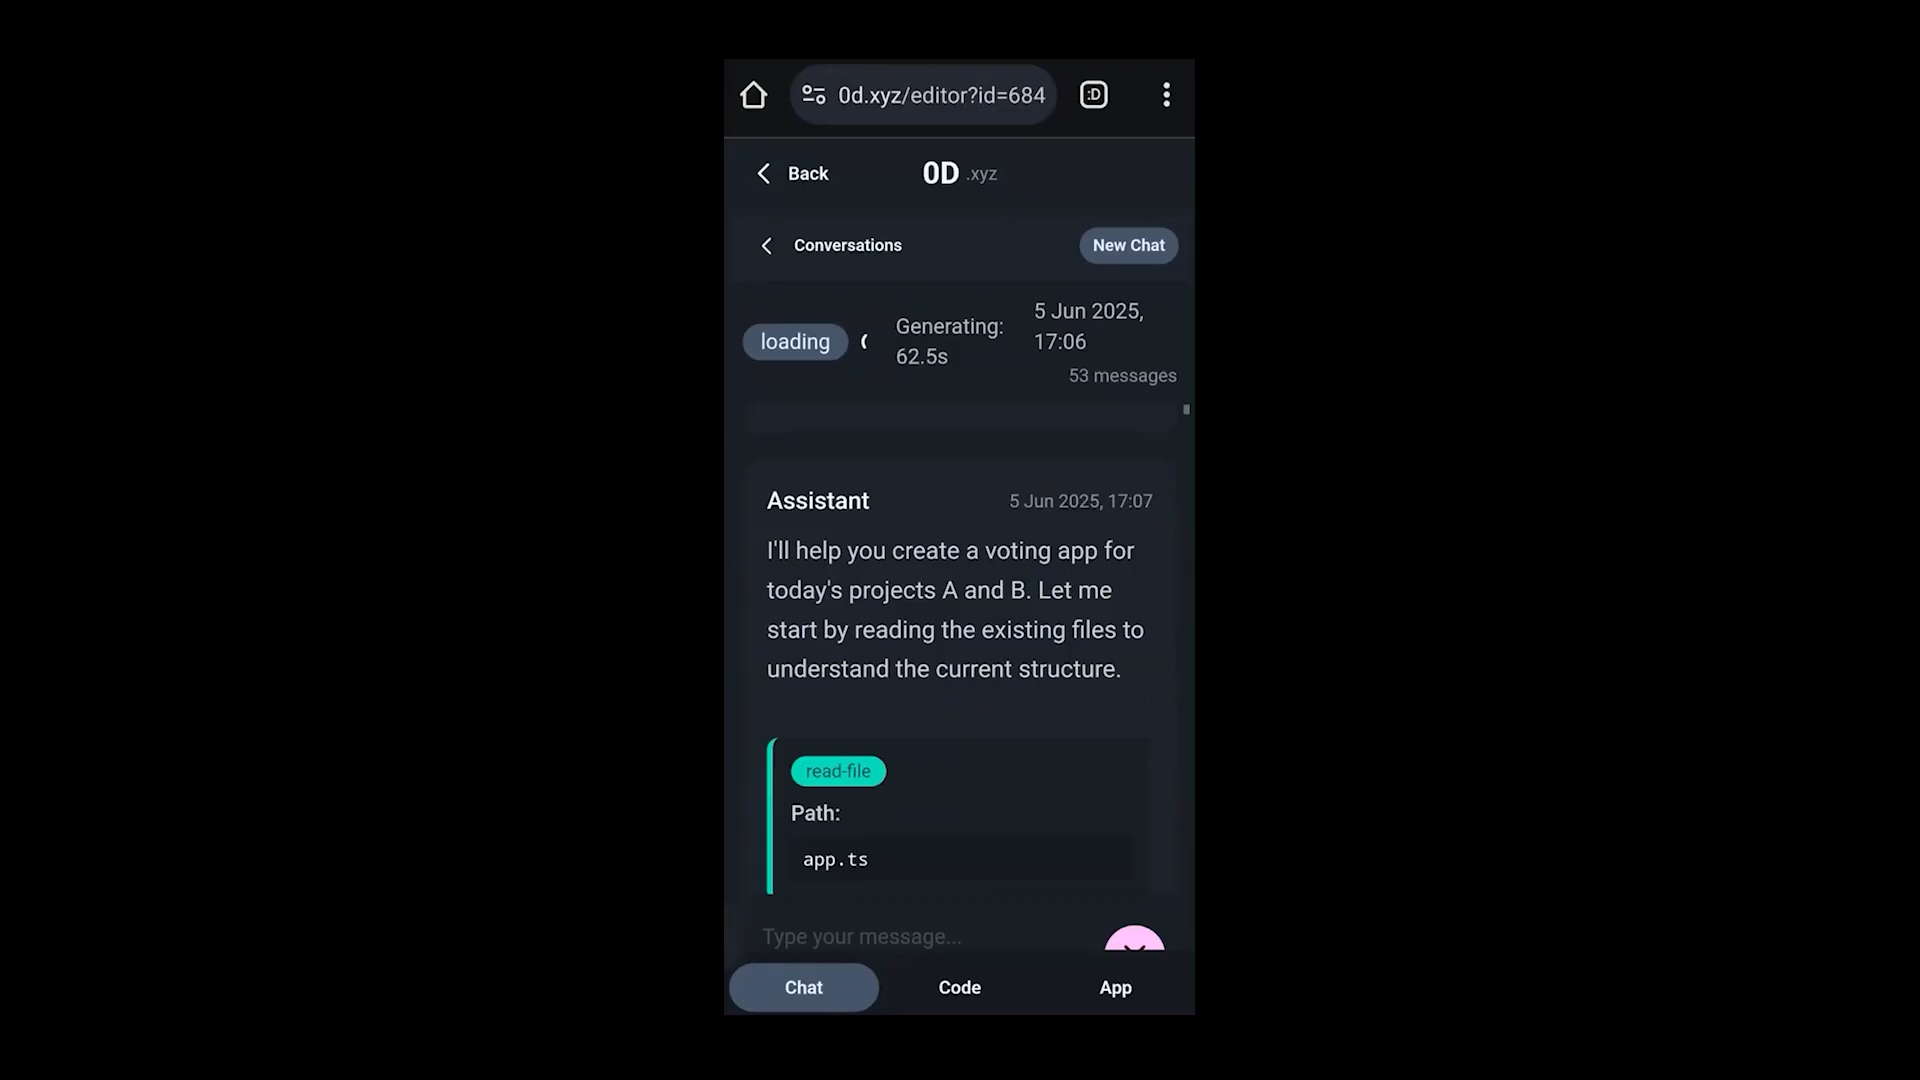 0d.xyz/editor?id=684
:D
Back
0D .xyz
Conversations
New Chat
loading
Generating:
62.5s
5 Jun 2025,
17:06
53 messages
Assistant
5 Jun 2025, 17:07
I'll help you create a voting app for
today's projects A and B. Let me
start by reading the existing files to
understand the current structure.
read-file
Path:
app.ts
Type your message...
Chat
Code
App